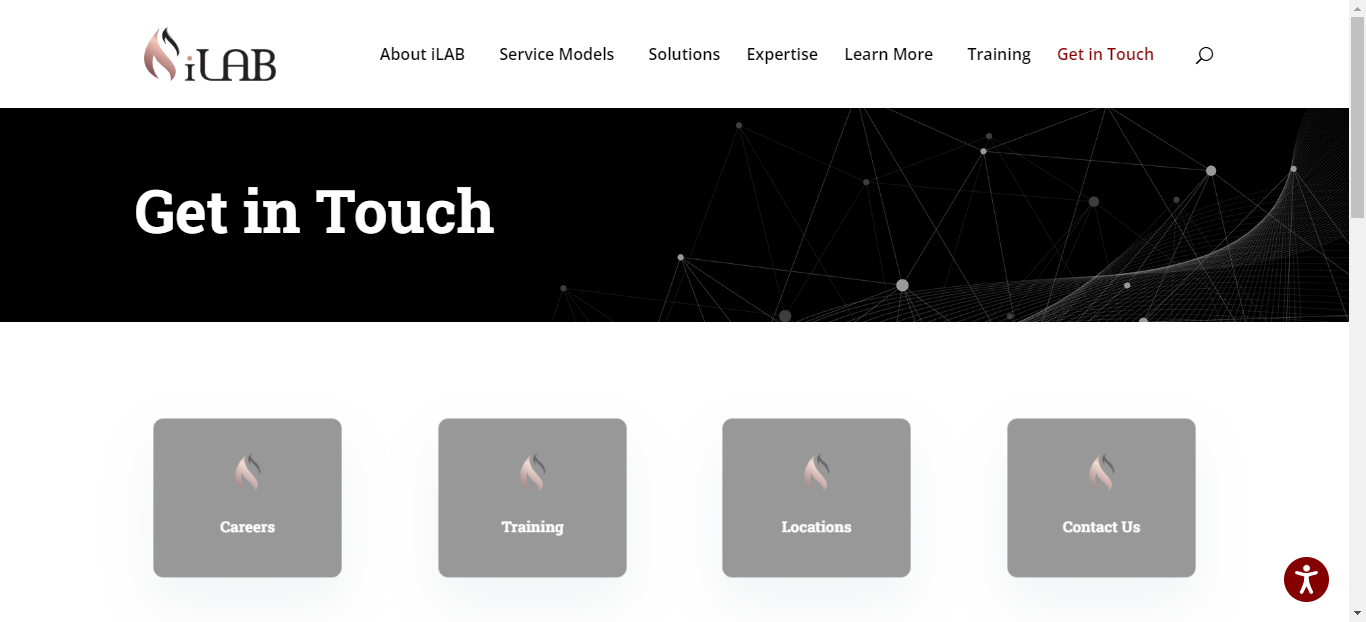 iLAB
About iLAB Service Models Solutions Expertise Learn More Training Get in Touch
Get in Touch
Careers Training Locations Contact Us